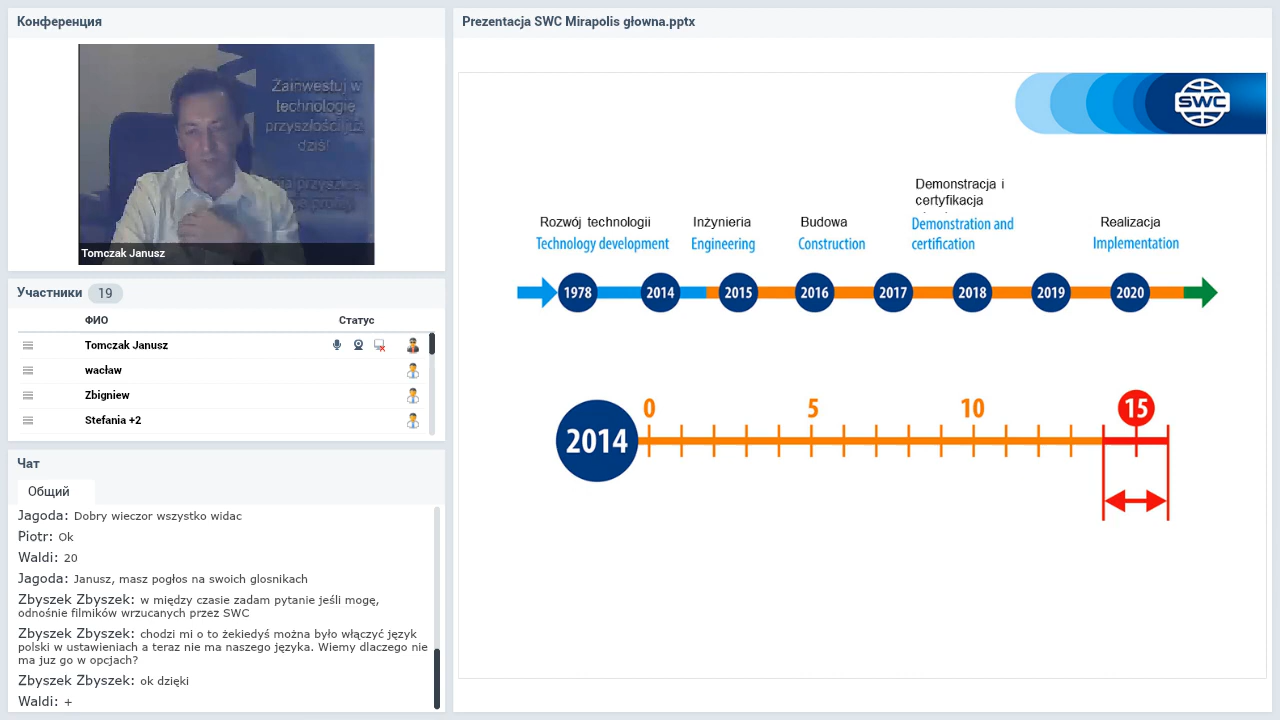 Конференция
Zainwestuj w
technologię
przyszłości już
dziś!
Tomczak Janusz
Участники 19
ФИО Статус
Tomczak Janusz
wacław
Zbigniew
Stefania +2
Чат
Общий
Jagoda: Dobry wieczor wszystko widac
Piotr: Ok
Waldi: 20
Jagoda: Janusz, masz pogłos na swoich glosnikach
Zbyszek Zbyszek: w między czasie zadam pytanie jeśli mogę,
odnośnie filmików wrzucanych przez SWC
Zbyszek Zbyszek: chodzi mi o to żekiedyś można było włączyć język
polski w ustawieniach a teraz nie ma naszego języka. Wiemy dlaczego nie
ma juz go w opcjach?
Zbyszek Zbyszek: ok dzięki
Waldi: +
Prezentacja SWC Mirapolis głowna.pptx
SWC
Demonstracja i
certyfikacja
Rozwój technologii Inżynieria Budowa Realizacja
Demonstration and
certification
Technology development Engineering Construction Implementation
1978 2014 2015 2016 2017 2018 2019 2020
0 5 10 15
2014